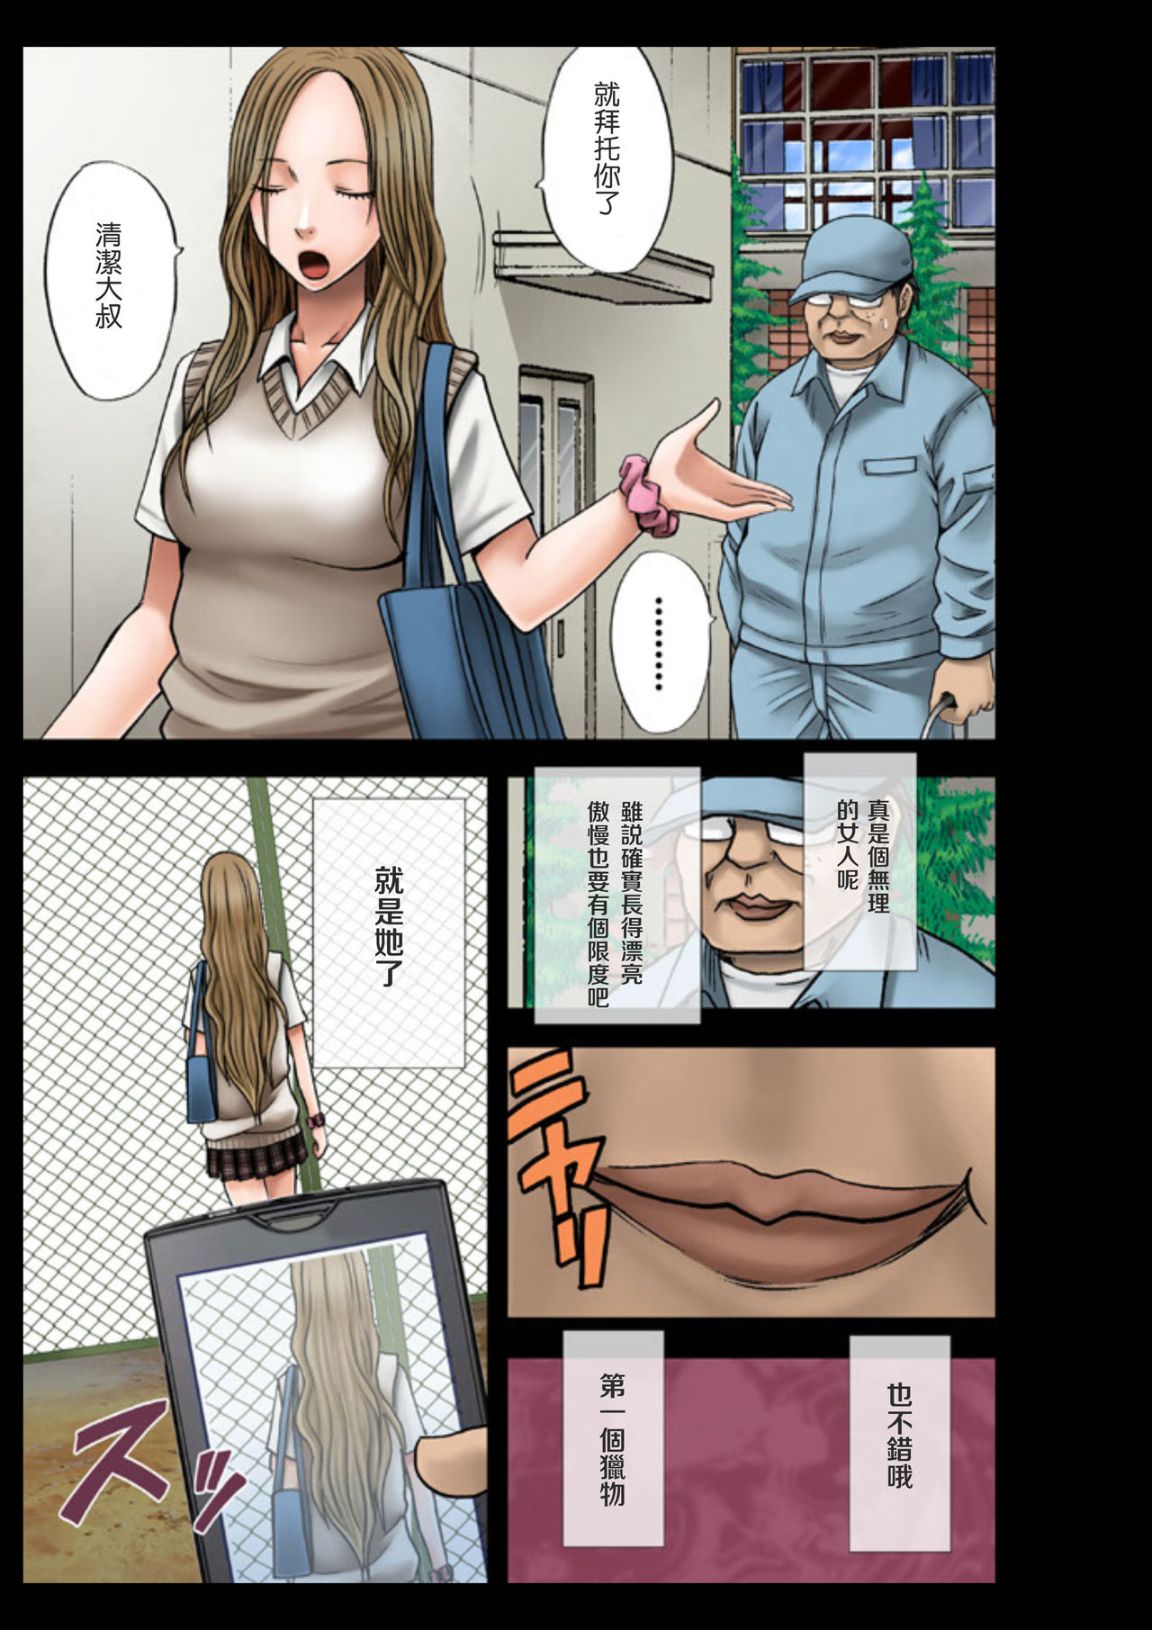 就拜托你了
清潔大叔
………
真是個無理
的女人呢
雖説確實長得漂亮
傲慢也要有個限度吧
ニヤリ
也不錯哦
第一個獵物
就是她了
スッ